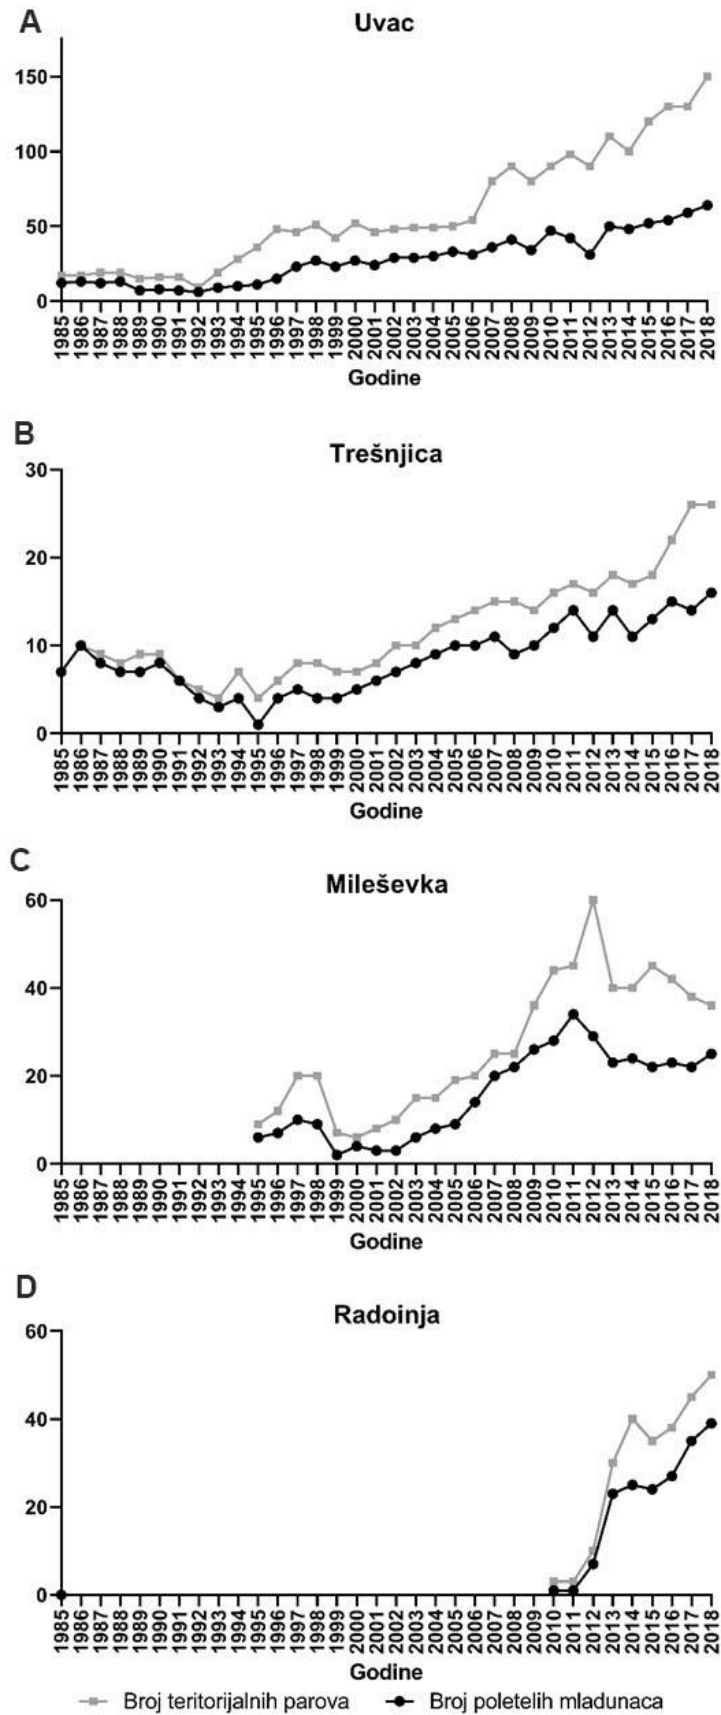 A
Uvac
150
100
50
0
1985 1986 1987 1988 1989 1990 1991 1992 1993 1994 1995 1996 1997 1998 1999 2000 2001 2002 2003 2004 2005 2006 2007 2008 2009 2010 2011 2012 2013 2014 2015 2016 2017 2018
Godine
B
Trešnjica
30
20
10
0
1985 1986 1987 1988 1989 1990 1991 1992 1993 1994 1995 1996 1997 1998 1999 2000 2001 2002 2003 2004 2005 2006 2007 2008 2009 2010 2011 2012 2013 2014 2015 2016 2017 2018
Godine
C
Mileševka
60
40
20
0
1985 1986 1987 1988 1989 1990 1991 1992 1993 1994 1995 1996 1997 1998 1999 2000 2001 2002 2003 2004 2005 2006 2007 2008 2009 2010 2011 2012 2013 2014 2015 2016 2017 2018
Godine
D
Radoinja
60
40
20
0
1985 1986 1987 1988 1989 1990 1991 1992 1993 1994 1995 1996 1997 1998 1999 2000 2001 2002 2003 2004 2005 2006 2007 2008 2009 2010 2011 2012 2013 2014 2015 2016 2017 2018
Godine
Broj teritorijalnih parova Broj poletelih mladunaca